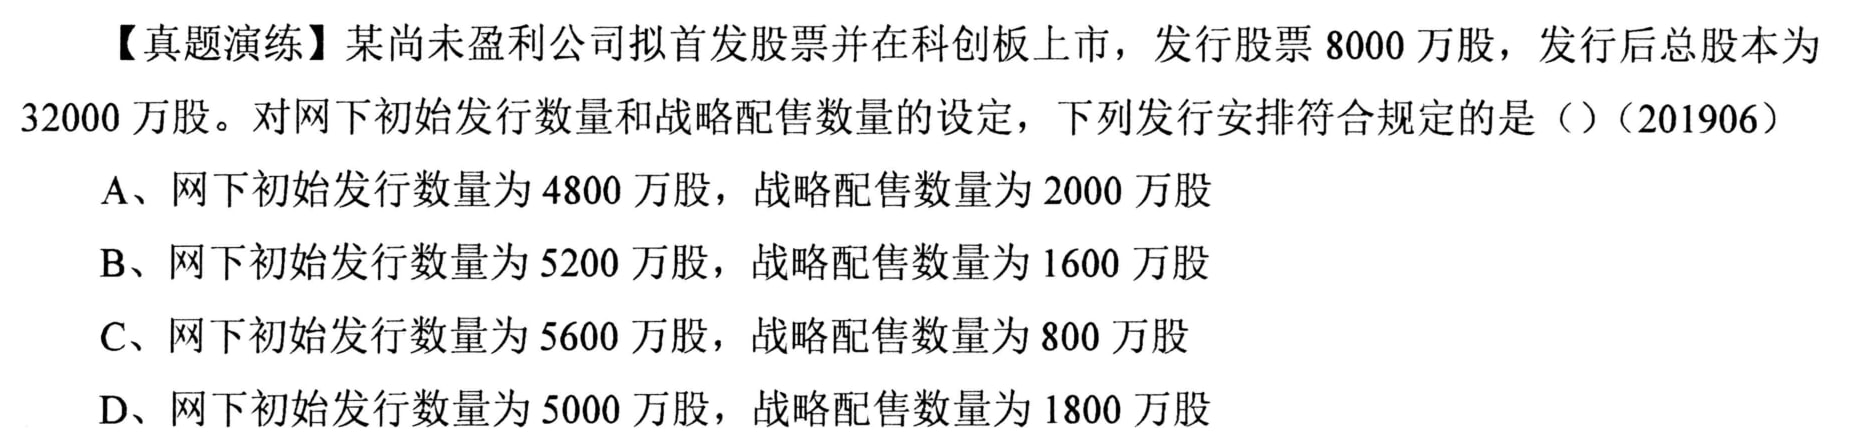 【真题演练】某尚未盈利公司拟首发股票并在科创板上市，发行股票 8000 万股，发行后总股本为
32000 万股。对网下初始发行数量和战略配售数量的设定，下列发行安排符合规定的是（）（201906）
A、网下初始发行数量为 4800 万股，战略配售数量为 2000 万股
B、网下初始发行数量为 5200 万股，战略配售数量为 1600 万股
C、网下初始发行数量为 5600 万股，战略配售数量为 800 万股
D、网下初始发行数量为 5000 万股，战略配售数量为 1800 万股